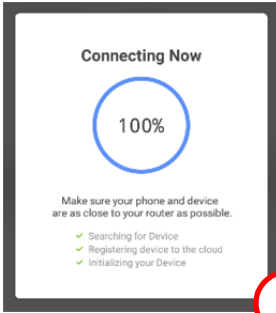 Connecting Now
100%
Make sure your phone and device
are as close to your router as possible.
Searching for Device
Registering device to the cloud
Initializing your Device